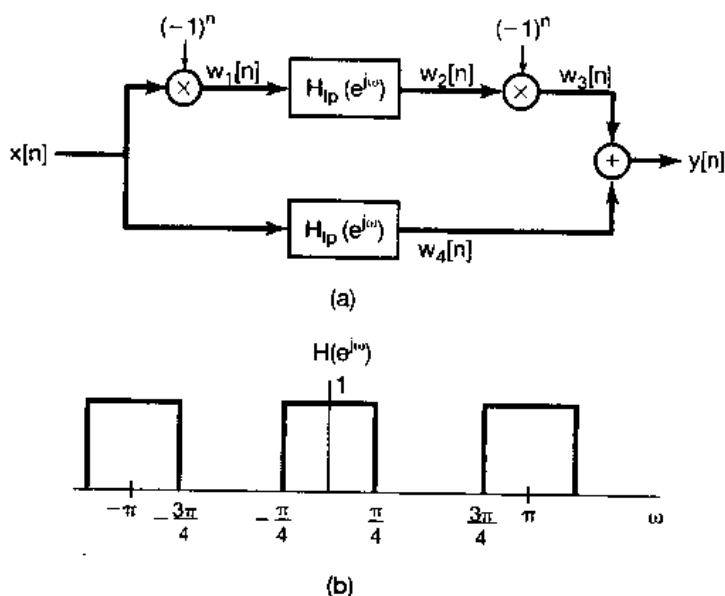 (-1)ⁿ (-1)ⁿ
w₁[n] w₂[n] w₃[n]
× H_lp (e^jω) ×
x[n] + y[n]
H_lp (e^jω)
w₄[n]
(a)
H(e^jω)
1
-π -3π/4 -π/4 π/4 3π/4 π ω
(b)